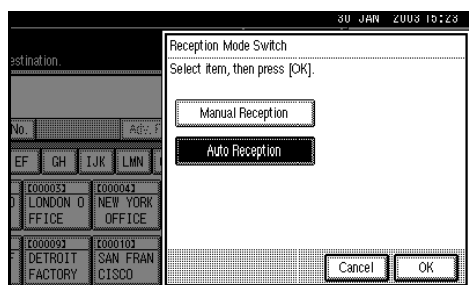 30 JAN 2003 15:23
Reception Mode Switch
estination.
Select item, then press [OK].
Manual Reception
No.
Adv. F
Auto Reception
EF GH IJK LMN
[00003] [00004]
LONDON O NEW YORK
FFICE OFFICE
[00009] [00010]
DETROIT SAN FRAN
FACTORY CISCO
Cancel OK